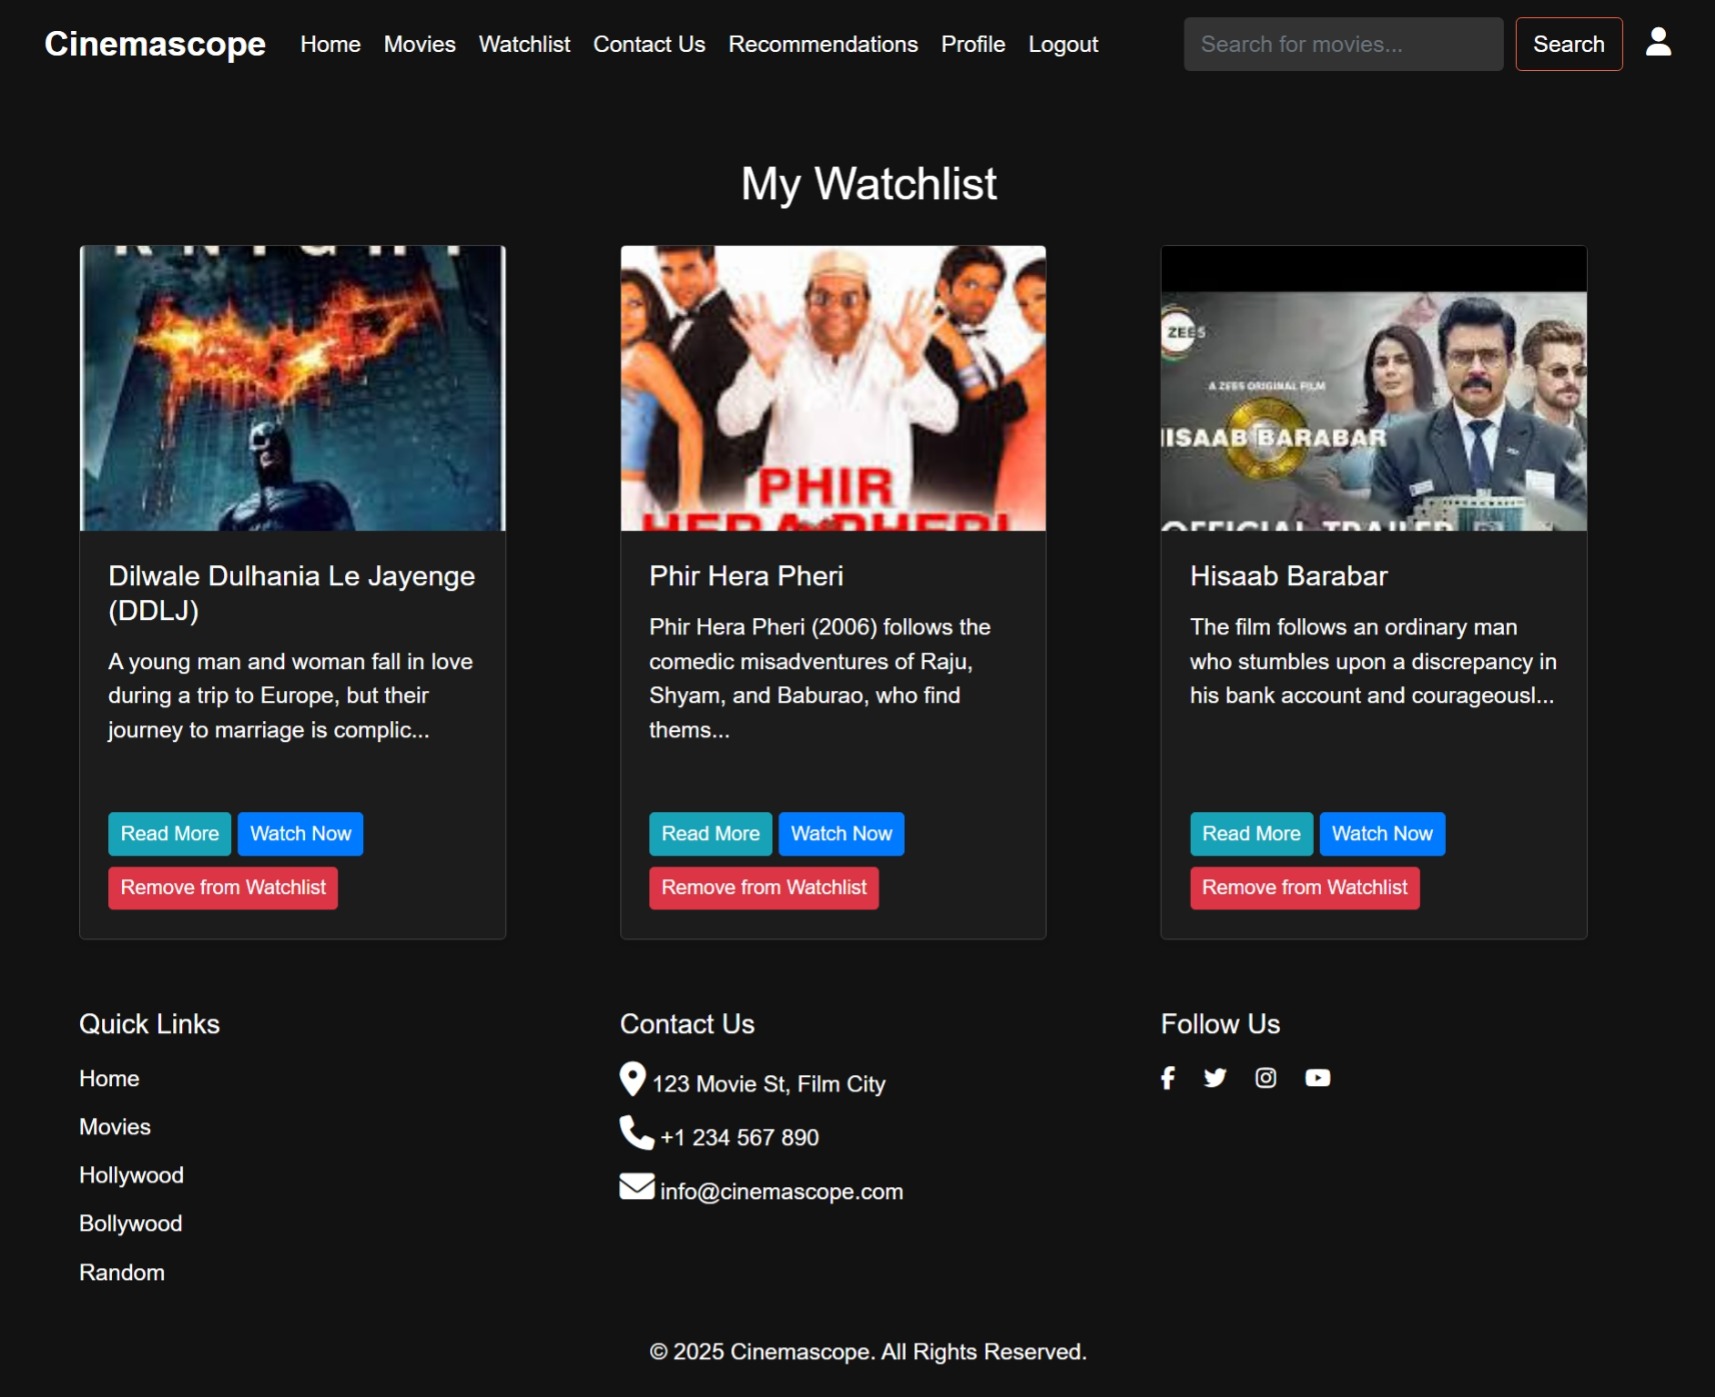 Cinemascope Home Movies Watchlist Contact Us Recommendations Profile Logout Search for movies... Search
My Watchlist
KNIGHT
PHIR
HERA PHERI
ZEE5
A ZEE5 ORIGINAL FILM
HISAAB BARABAR
OFFICIAL TRAILER
Dilwale Dulhania Le Jayenge
(DDLJ)
A young man and woman fall in love
during a trip to Europe, but their
journey to marriage is complic...
Read More Watch Now
Remove from Watchlist
Phir Hera Pheri
Phir Hera Pheri (2006) follows the
comedic misadventures of Raju,
Shyam, and Baburao, who find
thems...
Read More Watch Now
Remove from Watchlist
Hisaab Barabar
The film follows an ordinary man
who stumbles upon a discrepancy in
his bank account and courageousl...
Read More Watch Now
Remove from Watchlist
Quick Links
Home
Movies
Hollywood
Bollywood
Random
Contact Us
123 Movie St, Film City
+1 234 567 890
info@cinemascope.com
Follow Us
© 2025 Cinemascope. All Rights Reserved.